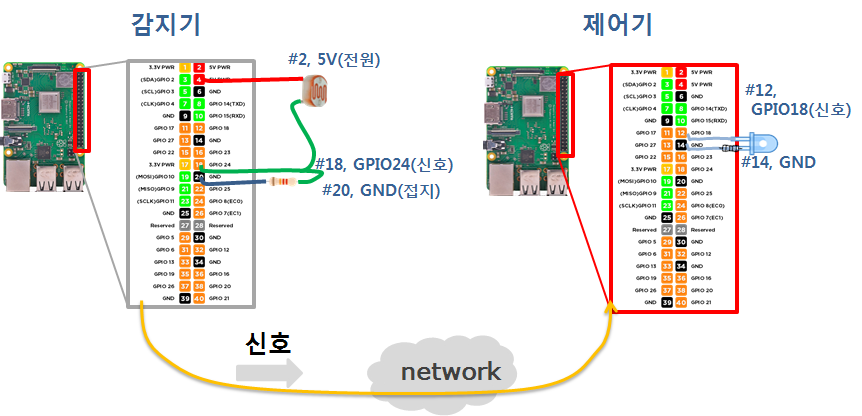 감지기
제어기
#2, 5V(전원)
3.3V PWR 1 2 5V PWR
(SDA)GPIO 2 3 4 5V PWR
(SCL)GPIO 3 5 6 GND
(CLK)GPIO 4 7 8 GPIO 14(TXD)
GND 9 10 GPIO 15(RXD)
GPIO 17 11 12 GPIO 18
GPIO 27 13 14 GND
GPIO 22 15 16 GPIO 23
3.3V PWR 17 18 GPIO 24
(MOSI)GPIO10 19 20 GND
(MISO)GPIO 9 21 22 GPIO 25
(SCLK)GPIO 11 23 24 GPIO 8(EC0)
GND 25 26 GPIO 7(EC1)
Reserved 27 28 Reserved
GPIO 5 29 30 GND
GPIO 6 31 32 GPIO 12
GPIO 13 33 34 GND
GPIO 19 35 36 GPIO 16
GPIO 26 37 38 GPIO 20
GND 39 40 GPIO 21
#18, GPIO24(신호)
#20, GND(접지)
3.3V PWR 1 2 5V PWR
(SDA)GPIO 2 3 4 5V PWR
(SCL)GPIO 3 5 6 GND
(CLK)GPIO 4 7 8 GPIO 14(TXD)
GND 9 10 GPIO 15(RXD)
GPIO 17 11 12 GPIO 18
GPIO 27 13 14 GND
GPIO 22 15 16 GPIO 23
3.3V PWR 17 18 GPIO 24
(MOSI)GPIO10 19 20 GND
(MISO)GPIO 9 21 22 GPIO 25
(SCLK)GPIO 11 23 24 GPIO 8(EC0)
GND 25 26 GPIO 7(EC1)
Reserved 27 28 Reserved
GPIO 5 29 30 GND
GPIO 6 31 32 GPIO 12
GPIO 13 33 34 GND
GPIO 19 35 36 GPIO 16
GPIO 26 37 38 GPIO 20
GND 39 40 GPIO 21
#12,
GPIO18(신호)
#14, GND
신호
network